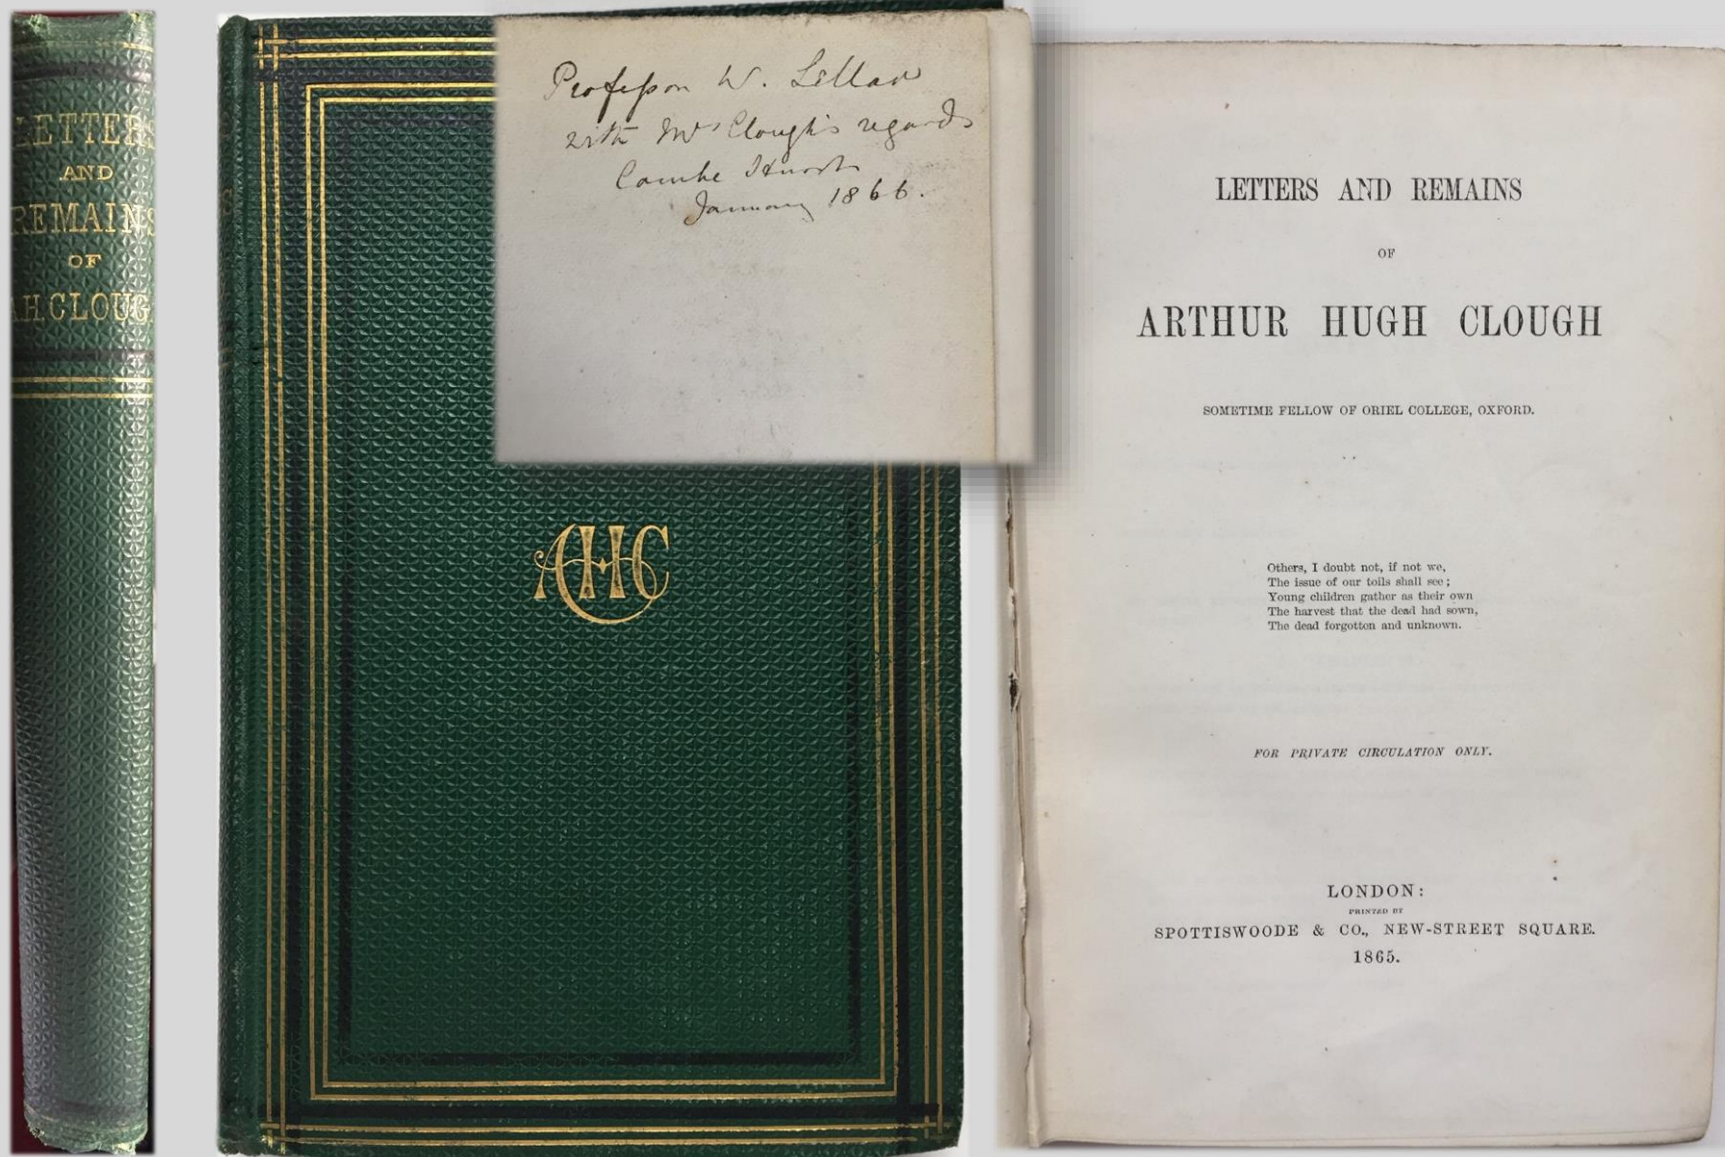 LETTERS
AND
REMAINS
OF
A.H. CLOUGH
Professor W. Sellar
with Mrs Clough's regards
Combe Hurst
January 1866.
AHC
LETTERS AND REMAINS
OF
ARTHUR HUGH CLOUGH
SOMETIME FELLOW OF ORIEL COLLEGE, OXFORD.
Others, I doubt not, if not we,
The issue of our toils shall see;
Young children gather as their own
The harvest that the dead had sown,
The dead forgotten and unknown.
FOR PRIVATE CIRCULATION ONLY.
LONDON:
PRINTED BY
SPOTTISWOODE & CO., NEW-STREET SQUARE.
1865.